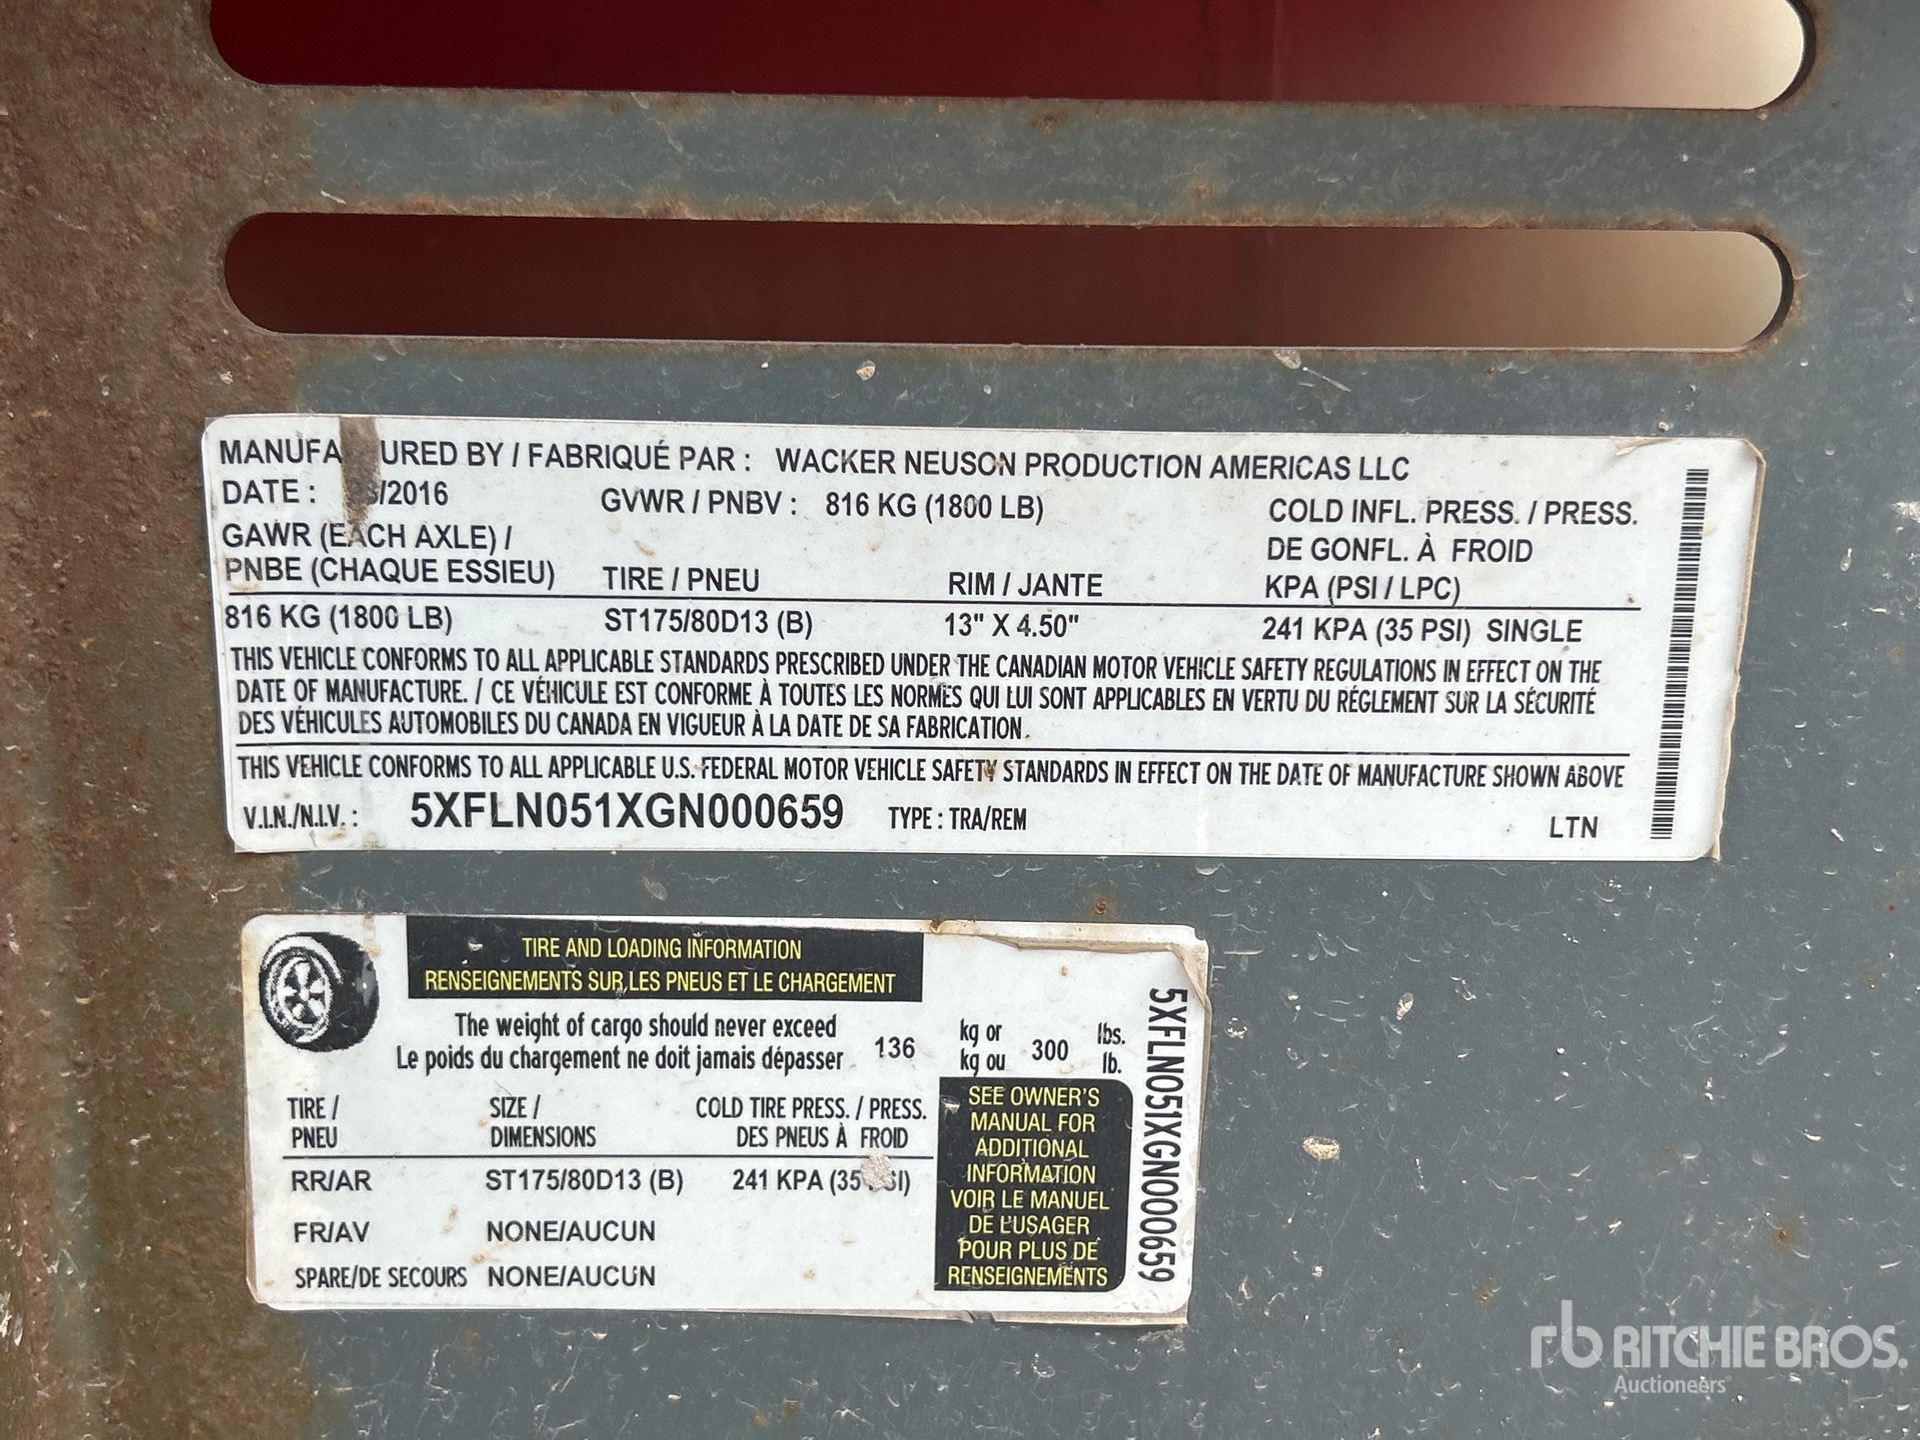 MANUFA URED BY / FABRIQUÉ PAR : WACKER NEUSON PRODUCTION AMERICAS LLC
DATE : /2016 GVWR / PNBV : 816 KG (1800 LB)
COLD INFL. PRESS. / PRESS.
DE GONFL. À FROID
KPA (PSI / LPC)
GAWR (EACH AXLE) /
PNBE (CHAQUE ESSIEU) TIRE / PNEU RIM / JANTE
816 KG (1800 LB) ST175/80D13 (B) 13" X 4.50" 241 KPA (35 PSI) SINGLE
THIS VEHICLE CONFORMS TO ALL APPLICABLE STANDARDS PRESCRIBED UNDER THE CANADIAN MOTOR VEHICLE SAFETY REGULATIONS IN EFFECT ON THE
DATE OF MANUFACTURE. / CE VÉHICULE EST CONFORME À TOUTES LES NORMES QUI LUI SONT APPLICABLES EN VERTU DU RÉGLEMENT SUR LA SÉCURITÉ
DES VÉHICULES AUTOMOBILES DU CANADA EN VIGUEUR À LA DATE DE SA FABRICATION.
THIS VEHICLE CONFORMS TO ALL APPLICABLE U.S. FEDERAL MOTOR VEHICLE SAFETY STANDARDS IN EFFECT ON THE DATE OF MANUFACTURE SHOWN ABOVE
V.I.N./N.I.V. : 5XFLN051XGN000659 TYPE : TRA/REM LTN
TIRE AND LOADING INFORMATION
RENSEIGNEMENTS SUR LES PNEUS ET LE CHARGEMENT
The weight of cargo should never exceed
Le poids du chargement ne doit jamais dépasser
136
kg or
kg ou
300
lbs.
lb.
TIRE /
PNEU
SIZE /
DIMENSIONS
COLD TIRE PRESS. / PRESS.
DES PNEUS À FROID
RR/AR ST175/80D13 (B) 241 KPA (35 PSI)
FR/AV NONE/AUCUN
SPARE/DE SECOURS NONE/AUCUN
SEE OWNER'S
MANUAL FOR
ADDITIONAL
INFORMATION
VOIR LE MANUEL
DE L'USAGER
POUR PLUS DE
RENSEIGNEMENTS
5XFLN051XGN000659
rb RITCHIE BROS.
Auctioneers